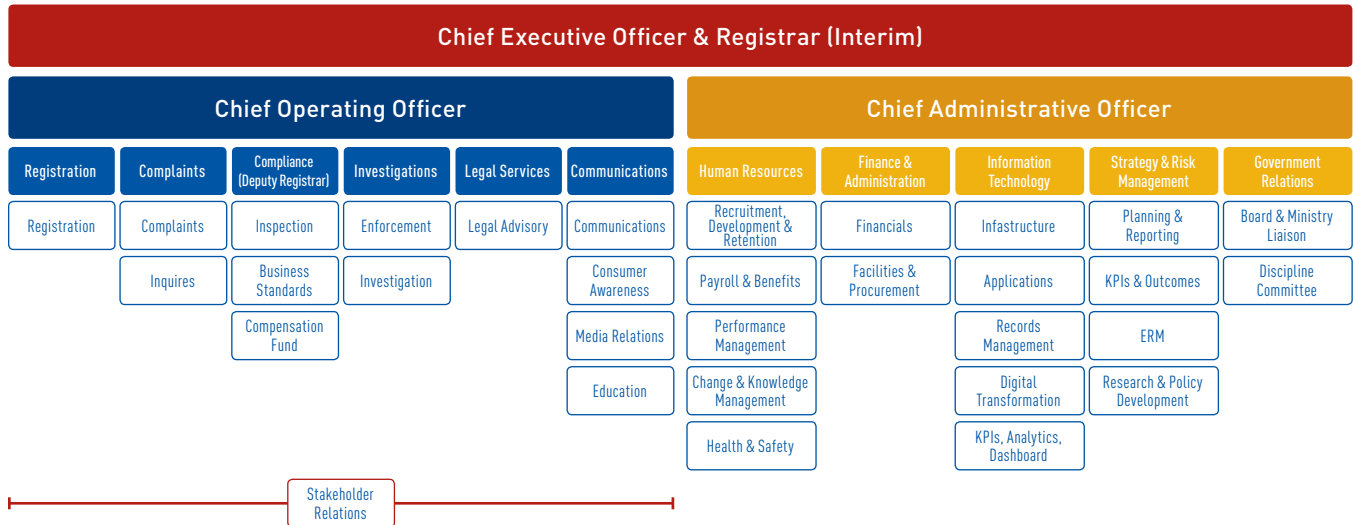 Chief Executive Officer & Registrar (Interim)
Chief Operating Officer
Chief Administrative Officer
Registration
Complaints
Compliance
(Deputy Registrar)
Investigations
Legal Services
Communications
Human Resources
Finance &
Administration
Information
Technology
Strategy & Risk
Management
Government
Relations
Registration
Complaints
Inspection
Enforcement
Legal Advisory
Communications
Recruitment,
Development &
Retention
Financials
Infastructure
Planning &
Reporting
Board & Ministry
Liaison
Inquires
Business
Standards
Investigation
Consumer
Awareness
Payroll & Benefits
Facilities &
Procurement
Applications
KPIs & Outcomes
Discipline
Committee
Compensation
Fund
Media Relations
Performance
Management
Records
Management
ERM
Education
Change & Knowledge
Management
Digital
Transformation
Research & Policy
Development
Health & Safety
KPIs, Analytics,
Dashboard
Stakeholder
Relations